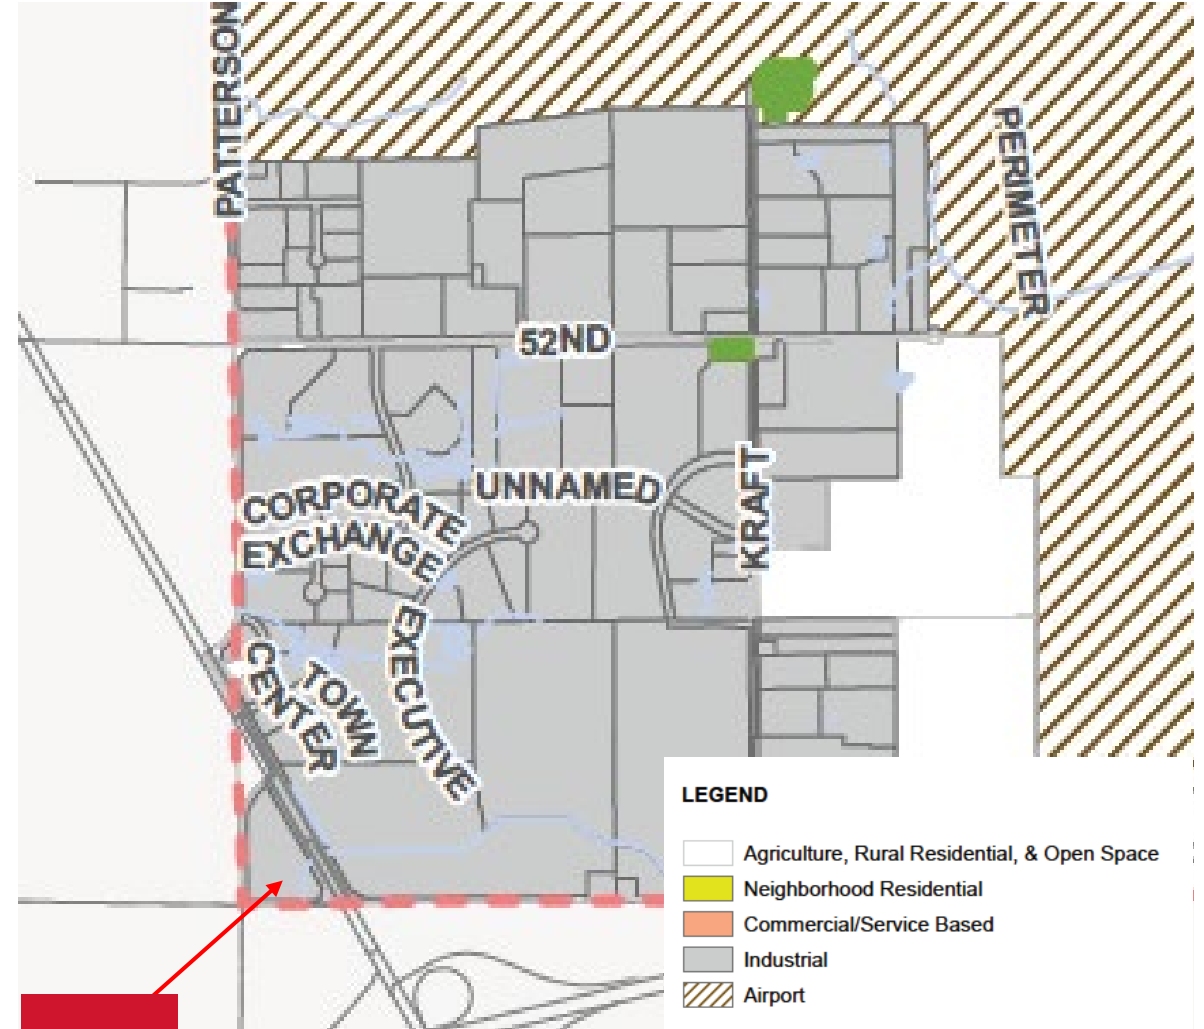 PATTERSON
PERIMETER
52ND
UNNAMED
KRAFT
CORPORATE
EXCHANGE
EXECUTIVE
TOWN
CENTER
LEGEND
Agriculture, Rural Residential, & Open Space
Neighborhood Residential
Commercial/Service Based
Industrial
Airport